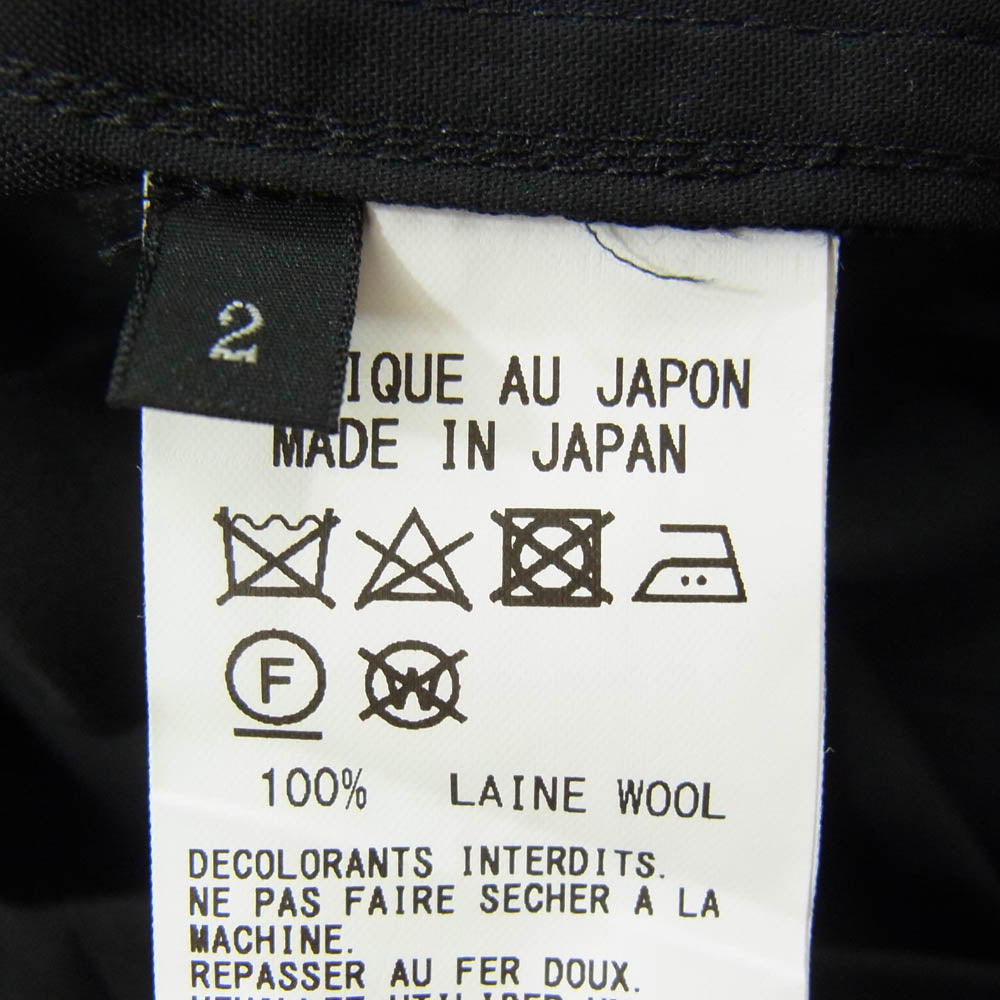 2
IQUE AU JAPON
MADE IN JAPAN
F
W
100% LAINE WOOL
DECOLORANTS INTERDITS.
NE PAS FAIRE SECHER A LA
MACHINE.
REPASSER AU FER DOUX.